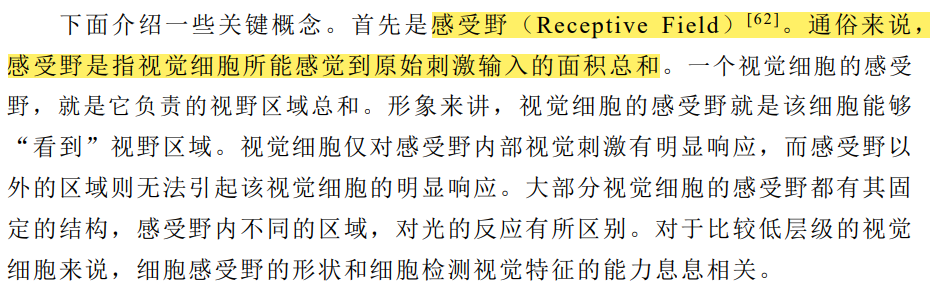 下面介绍一些关键概念。首先是感受野（Receptive Field）[62]。通俗来说，
感受野是指视觉细胞所能感觉到原始刺激输入的面积总和。一个视觉细胞的感受
野，就是它负责的视野区域总和。形象来讲，视觉细胞的感受野就是该细胞能够
“看到”视野区域。视觉细胞仅对感受野内部视觉刺激有明显响应，而感受野以
外的区域则无法引起该视觉细胞的明显响应。大部分视觉细胞的感受野都有其固
定的结构，感受野内不同的区域，对光的反应有所区别。对于比较低层级的视觉
细胞来说，细胞感受野的形状和细胞检测视觉特征的能力息息相关。